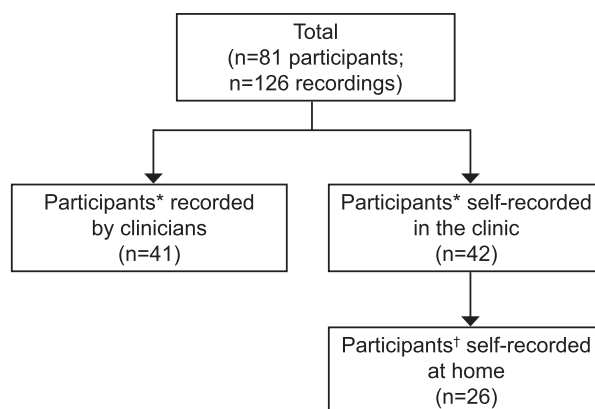 Total
(n=81 participants;
n=126 recordings)
Participants* recorded
by clinicians
(n=41)
Participants* self-recorded
in the clinic
(n=42)
Participants† self-recorded
at home
(n=26)